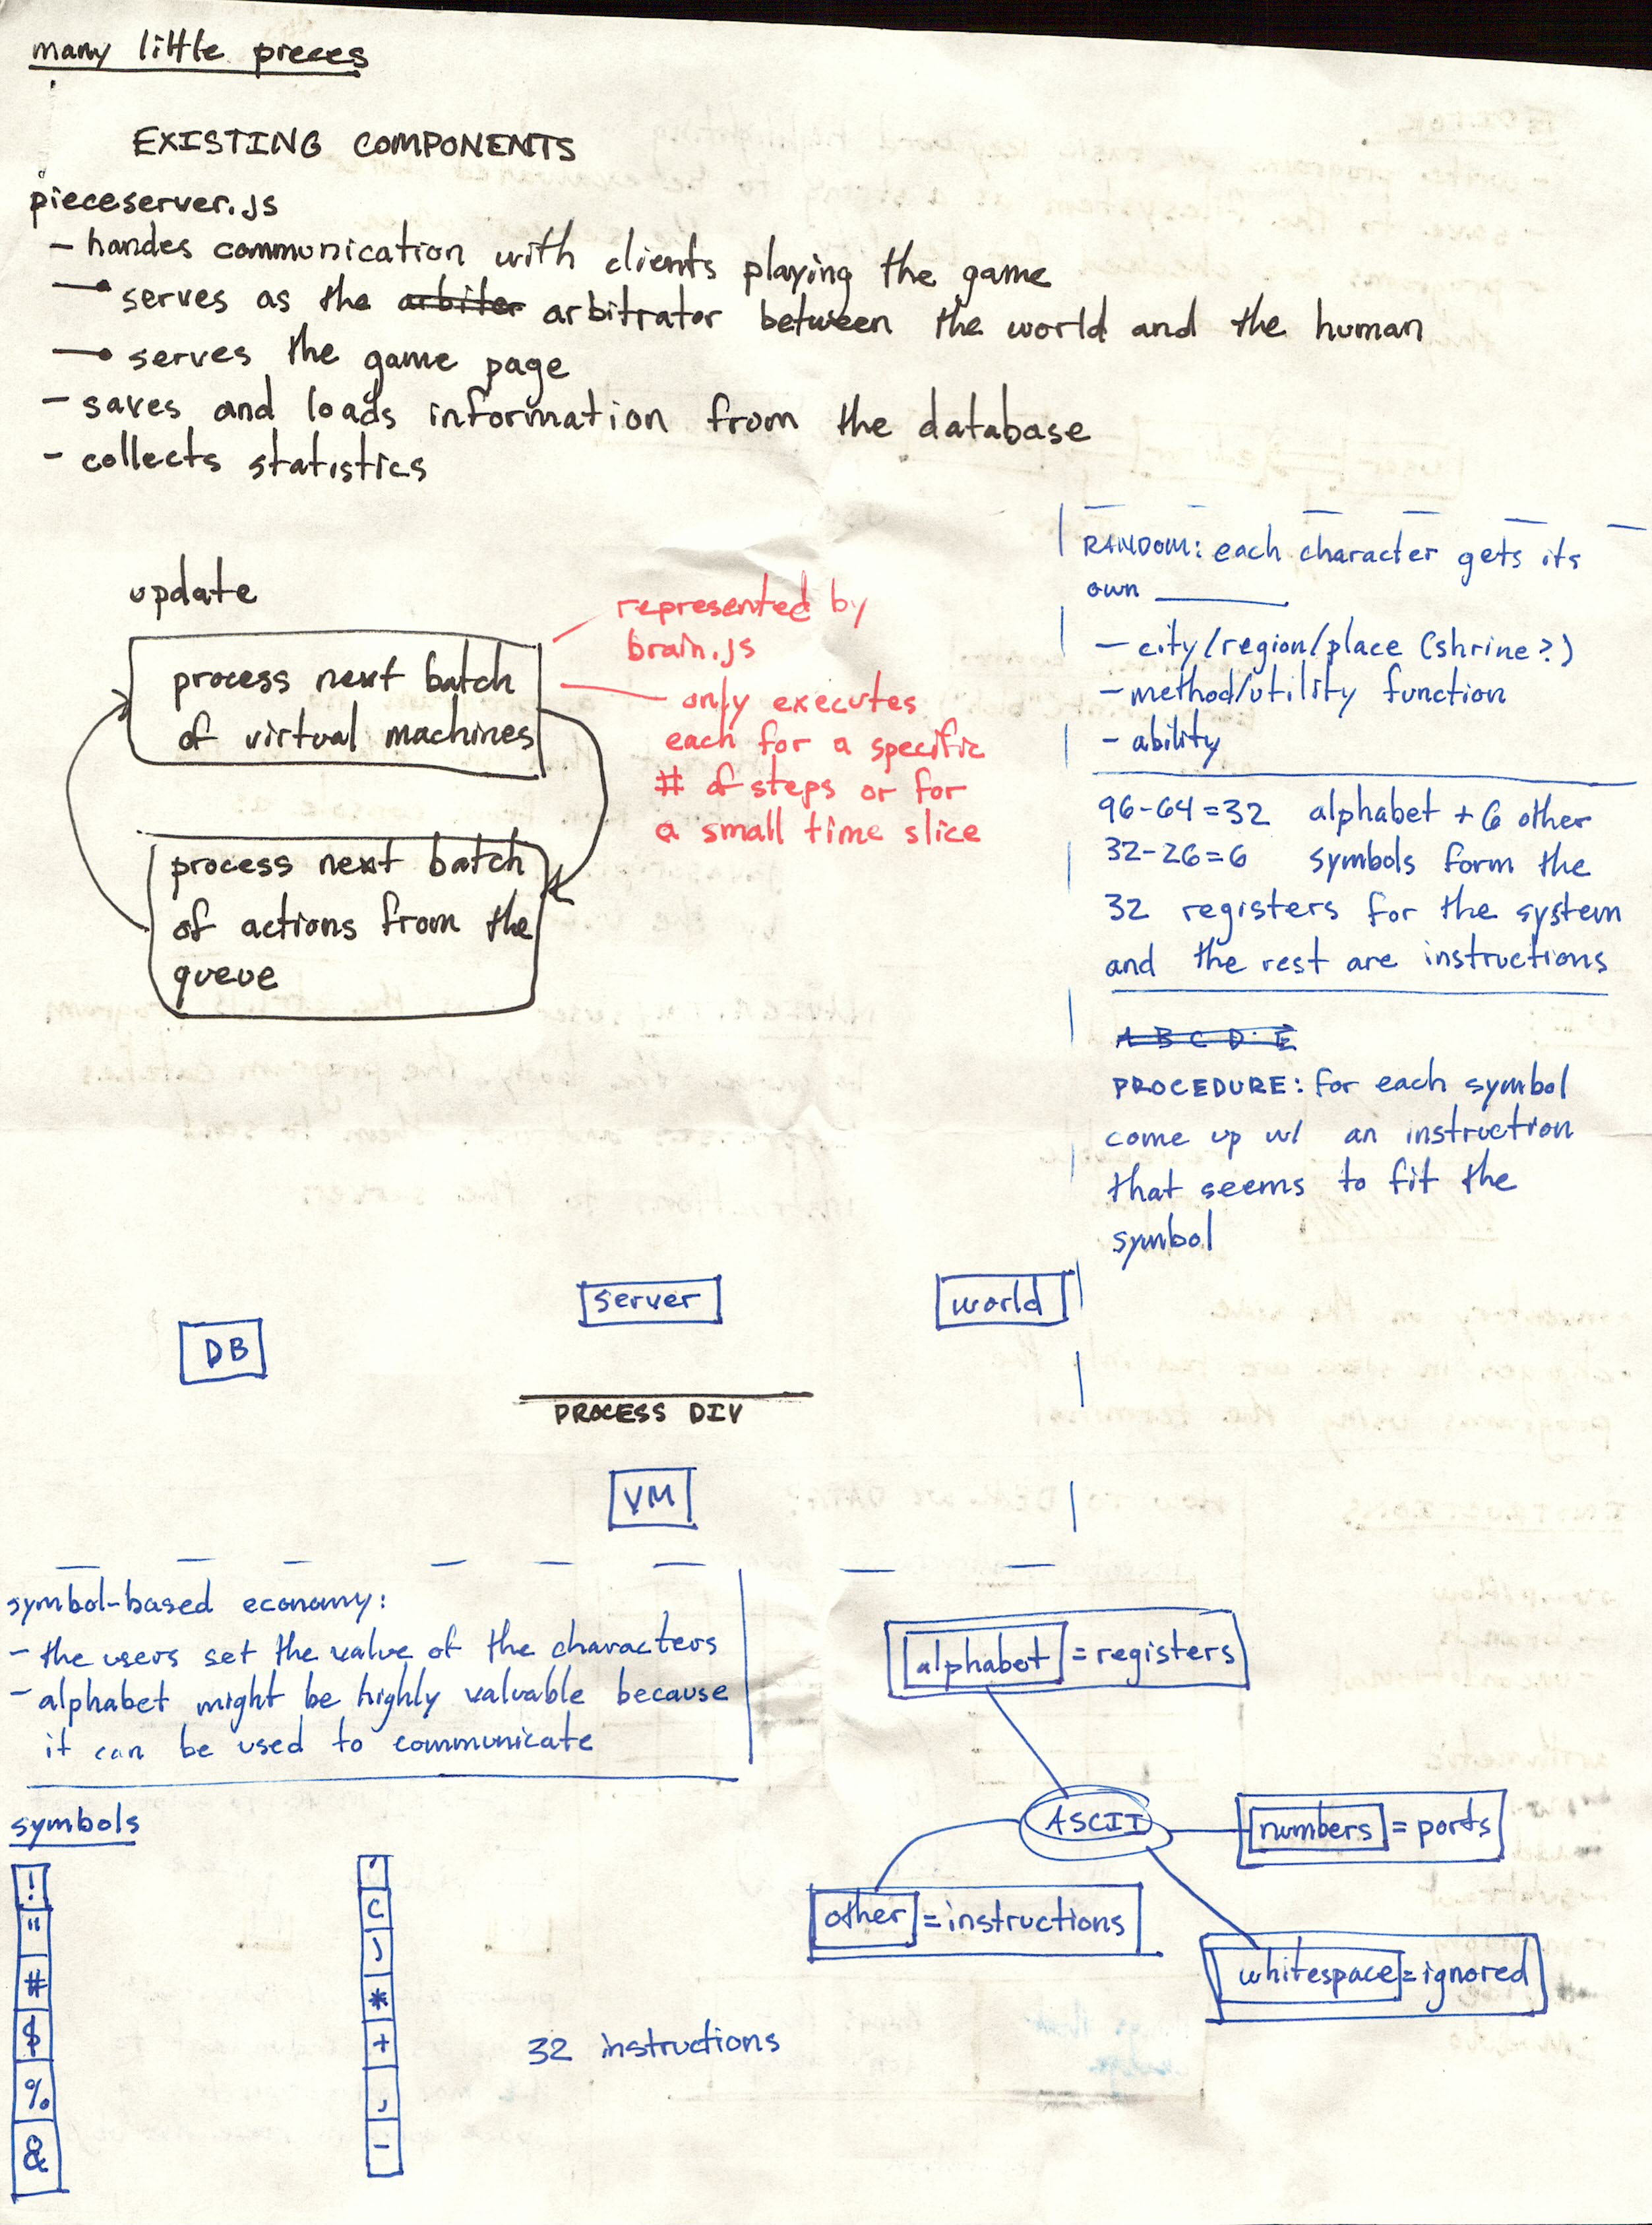 many little pieces
EXISTING COMPONENTS
pieceserver.js
- handes communication with clients playing the game
- serves as the arbiter arbitrator between the world and the human
- serves the game page
- saves and loads information from the database
- collects statistics
update
process next batch
of virtual machines
process next batch
of actions from the
queue
represented by
brain.js
- only executes
each for a specific
# of steps or for
a small time slice
RANDOM: each character gets its
own ______
- city/region/place (shrine?)
- method/utility function
- ability
96-64=32 alphabet + 6 other
32-26=6 symbols form the
32 registers for the system
and the rest are instructions
A B C D E
PROCEDURE: for each symbol
come up w/ an instruction
that seems to fit the
symbol
server
world
DB
PROCESS DIV
VM
symbol-based economy:
- the users set the value of the characters
- alphabet might be highly valuable because
it can be used to communicate
alphabet = registers
ASCII
numbers = ports
other = instructions
whitespace = ignored
symbols
!
"
#
$
%
&
'
(
)
*
+
,
-
32 instructions